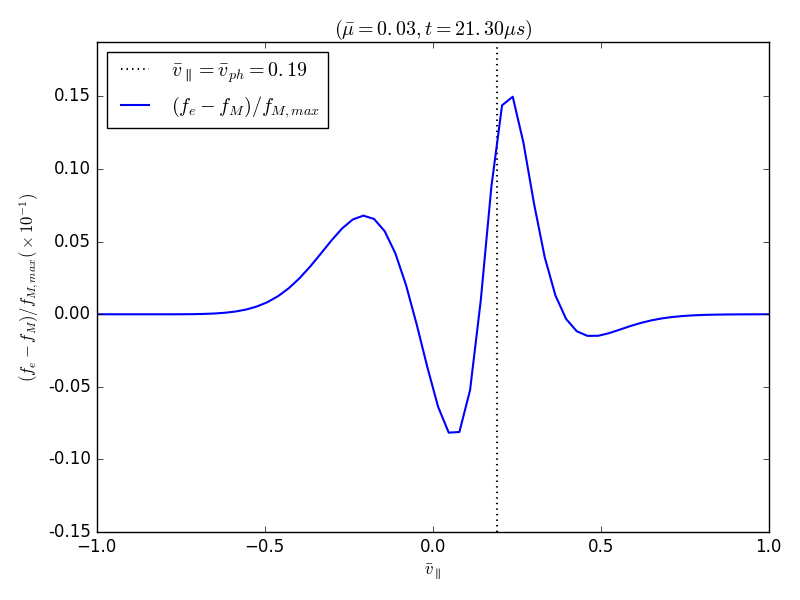 (μ̄ = 0.03, t = 21.30μs)
v̄∥ = v̄ph = 0.19
(fe − fM)/fM,max
(fe − fM)/fM,max(×10⁻¹)
0.15
0.10
0.05
0.00
-0.05
-0.10
-0.15
−1.0 −0.5 0.0 0.5 1.0
v̄∥